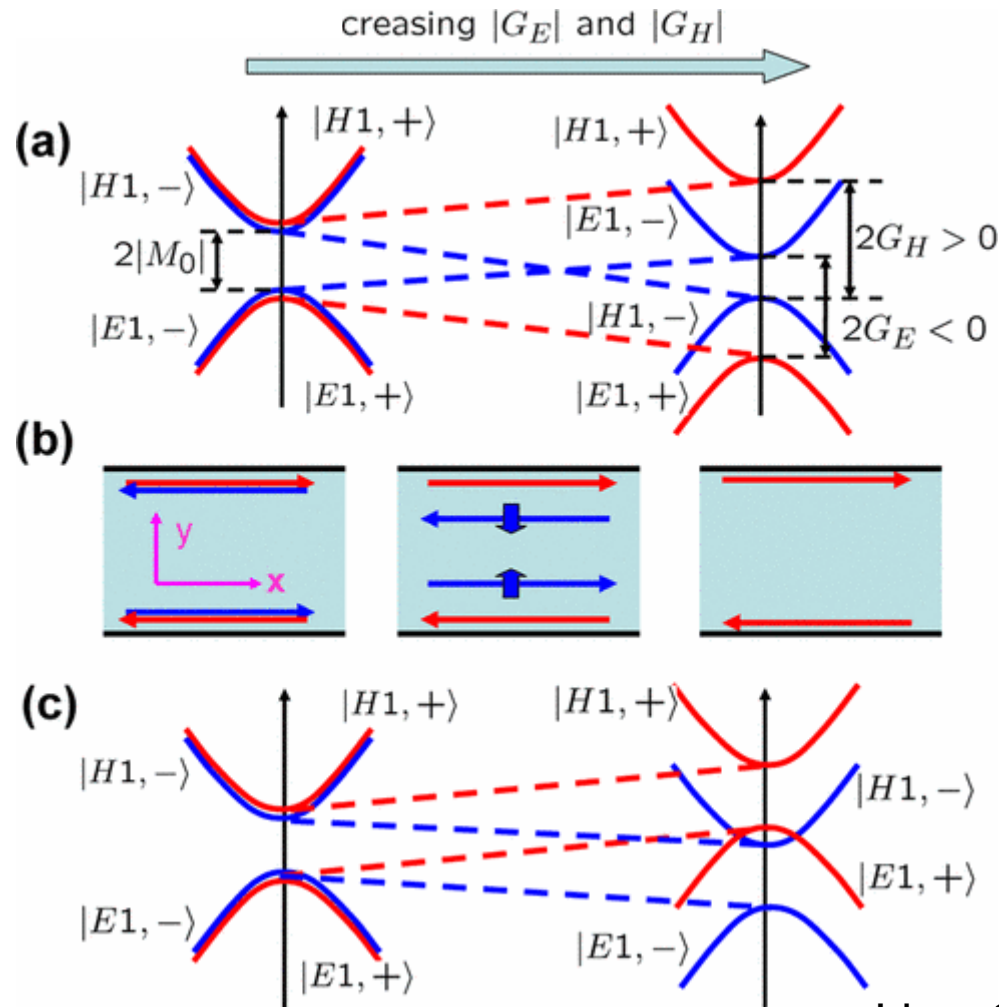 creasing |G_E| and |G_H|
(a)
|H1,+⟩
|H1,+⟩
|H1,−⟩
|E1,−⟩
2|M_0|
2G_H > 0
|E1,−⟩
|H1,−⟩
2G_E < 0
|E1,+⟩
|E1,+⟩
(b)
y
x
(c)
|H1,+⟩
|H1,+⟩
|H1,−⟩
|H1,−⟩
|E1,+⟩
|E1,−⟩
|E1,−⟩
|E1,+⟩